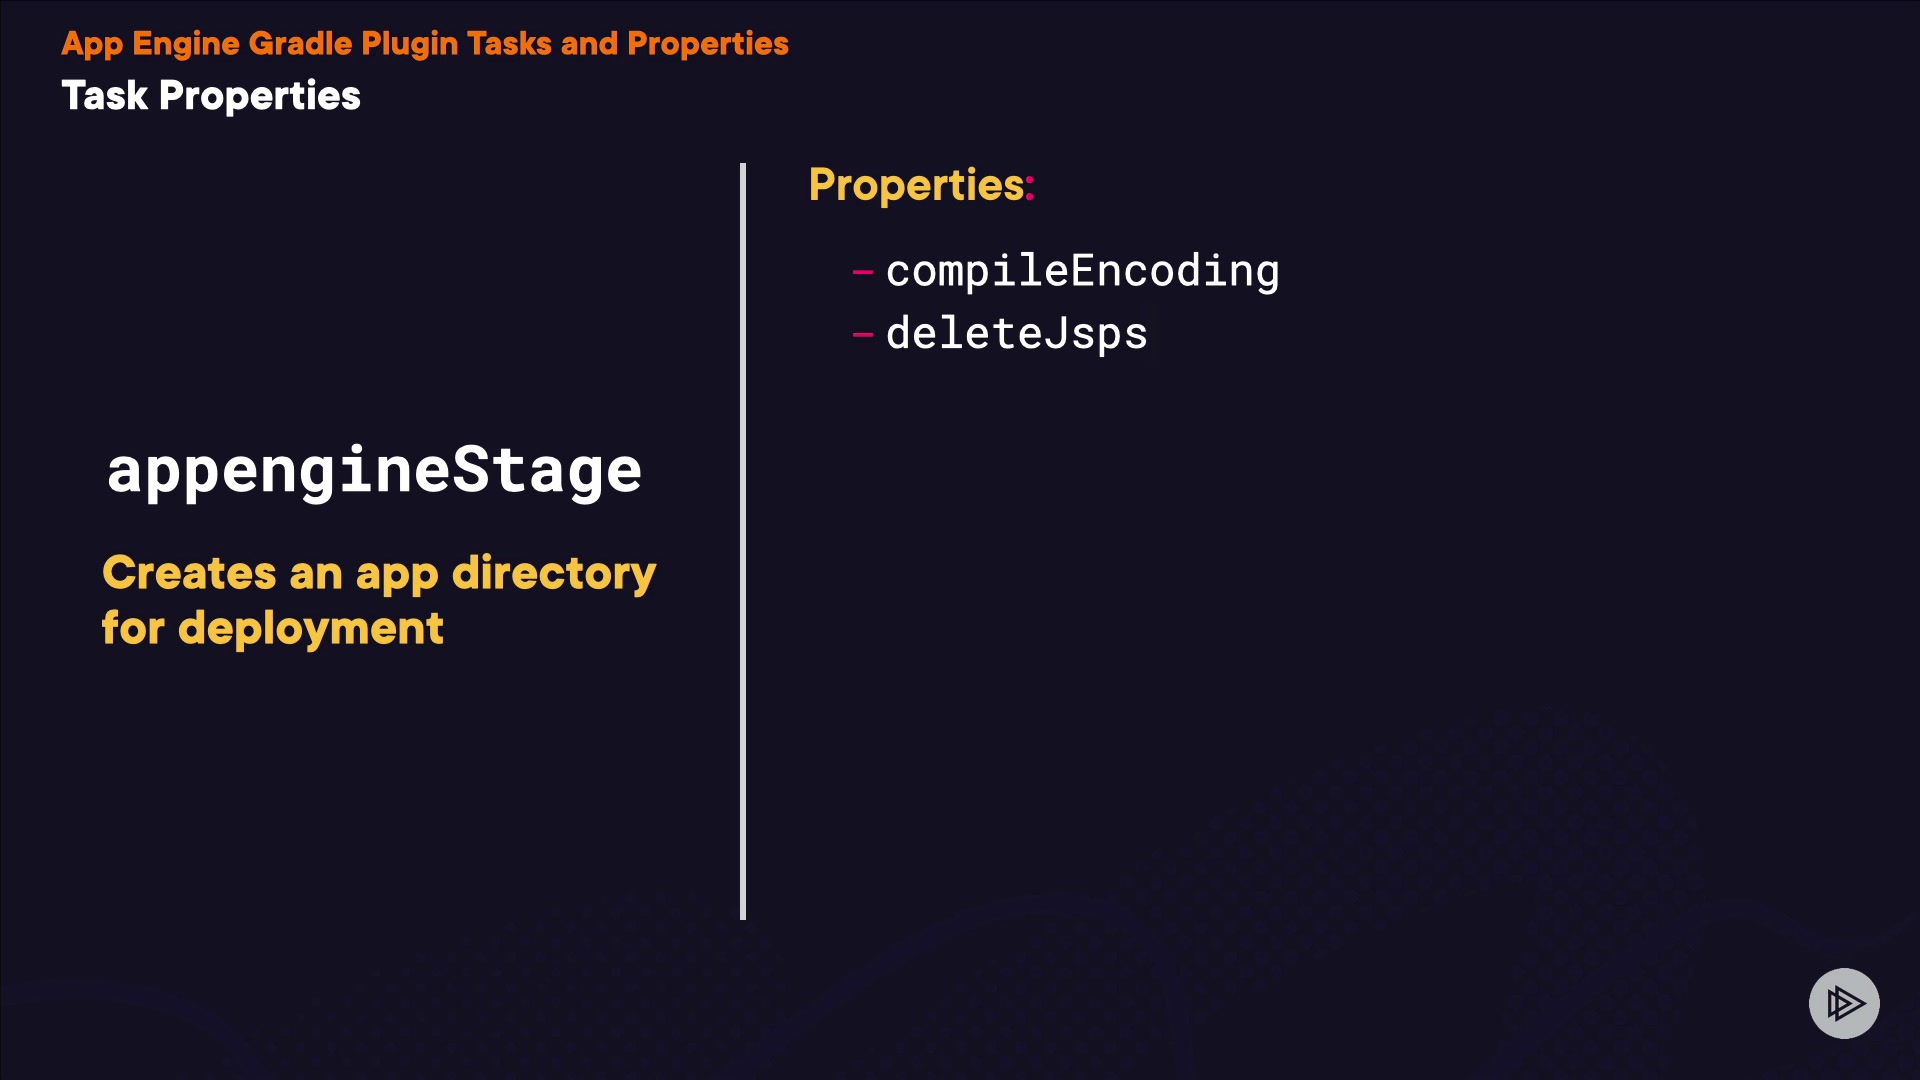 App Engine Gradle Plugin Tasks and Properties
Task Properties
appengineStage
Creates an app directory
for deployment
Properties:
– compileEncoding
– deleteJsps